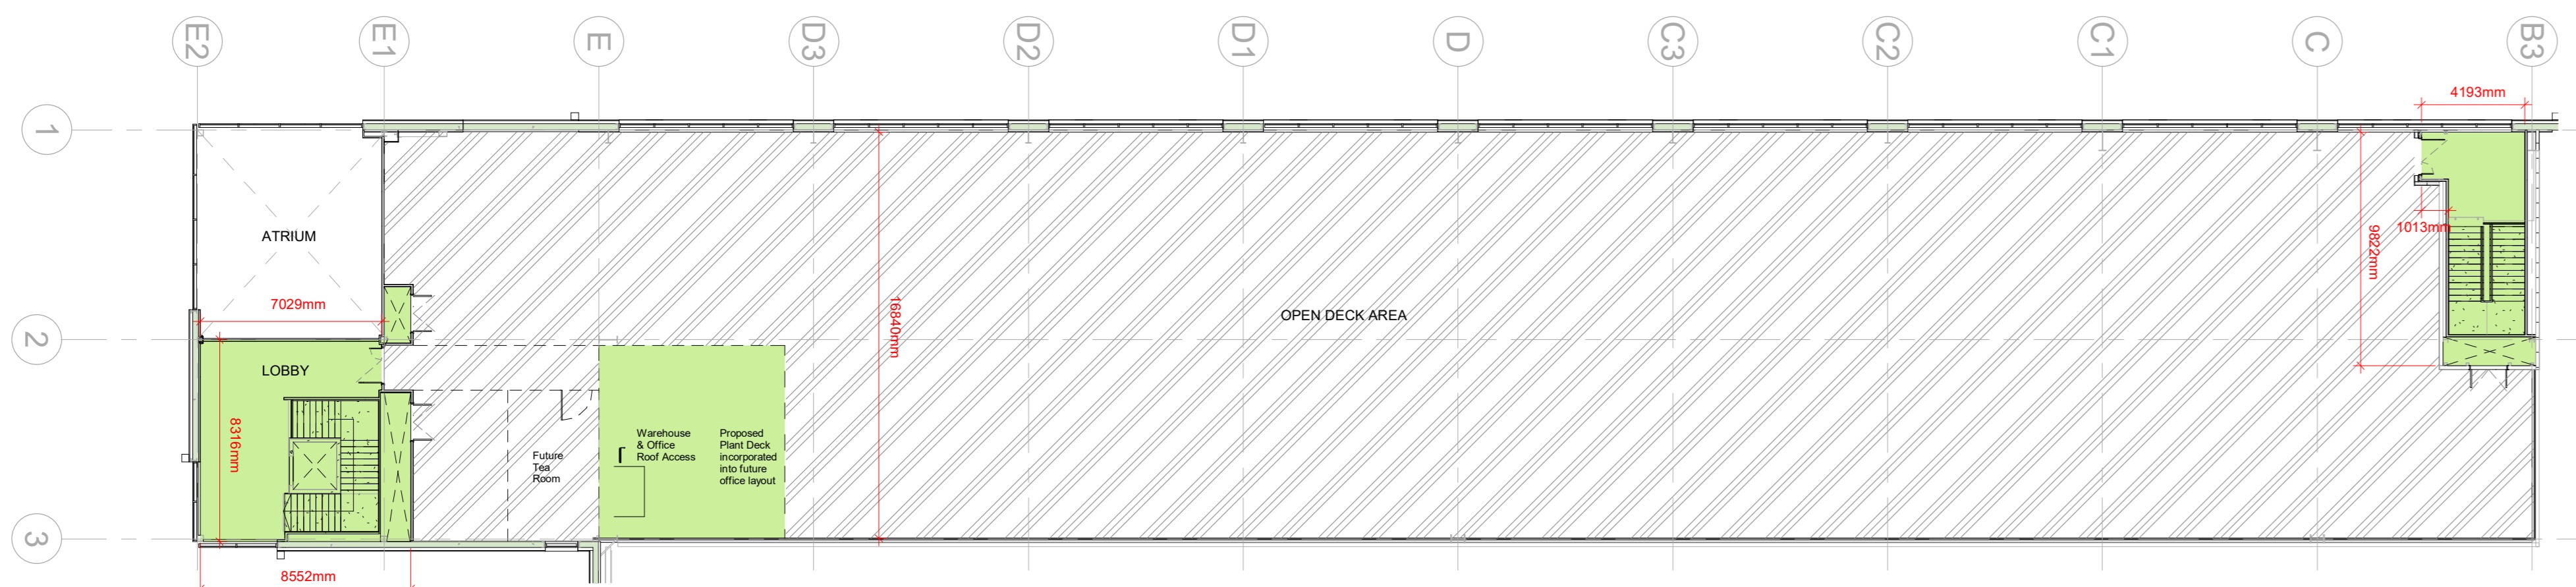 E2
E1
E
D3
D2
D1
D
C3
C2
C1
C
B3
1
2
3
4193mm
1013mm
9822mm
ATRIUM
7029mm
16840mm
OPEN DECK AREA
LOBBY
8316mm
Future
Tea
Room
Warehouse
& Office
Roof Access
Proposed
Plant Deck
incorporated
into future
office layout
8552mm